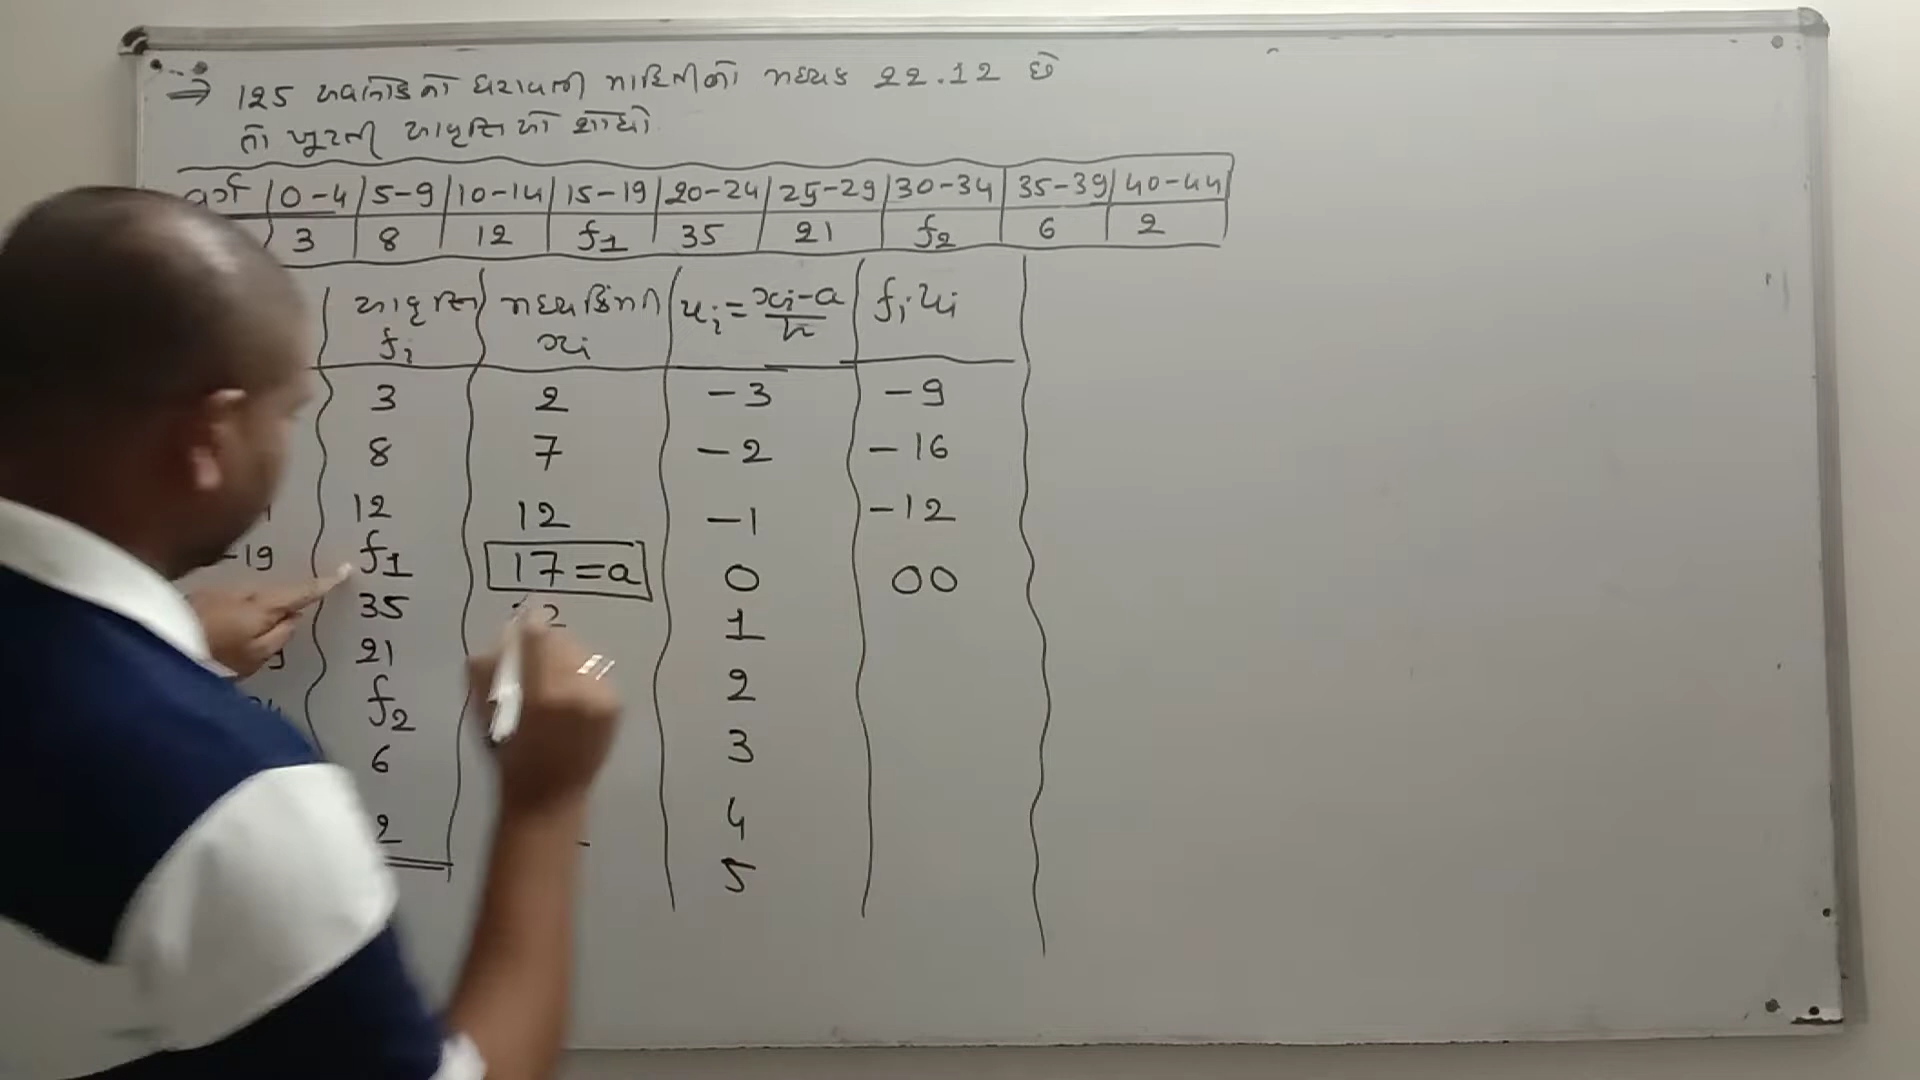 ⇒ 125 અવલોકનો ધરાવતી માહિતીનો મધ્યક 22.12 છે
તો ખૂટતી આવૃત્તિઓ શોધો.
વર્ગ 0-4 5-9 10-14 15-19 20-24 25-29 30-34 35-39 40-44
3 8 12 f1 35 21 f2 6 2
આવૃત્તિ મધ્યકિંમત ui = xi-a / h fiui
fi xi
3 2 -3 -9
8 7 -2 -16
12 12 -1 -12
-19 f1 17=a 0 00
35 1
21 2
f2 3
6 4
2 5